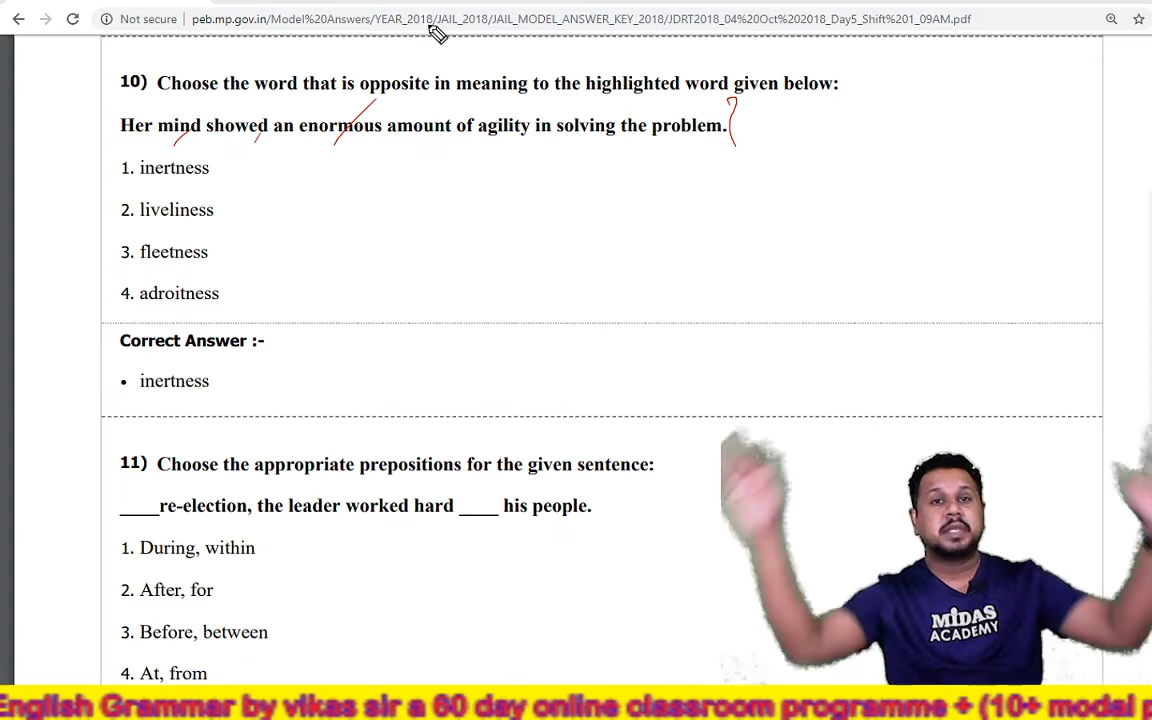 Not secure
peb.mp.gov.in/Model%20Answers/YEAR_2018/JAIL_2018/JAIL_MODEL_ANSWER_KEY_2018/JDRT2018_04%20Oct%202018_Day5_Shift%201_09AM.pdf
10) Choose the word that is opposite in meaning to the highlighted word given below:
Her mind showed an enormous amount of agility in solving the problem.
1. inertness
2. liveliness
3. fleetness
4. adroitness
Correct Answer :-
• inertness
11) Choose the appropriate prepositions for the given sentence:
____re-election, the leader worked hard ____ his people.
1. During, within
2. After, for
3. Before, between
4. At, from
MiDAS
ACADEMY
English Grammar by vikas sir a 60 day online classroom programme + (10+ model p